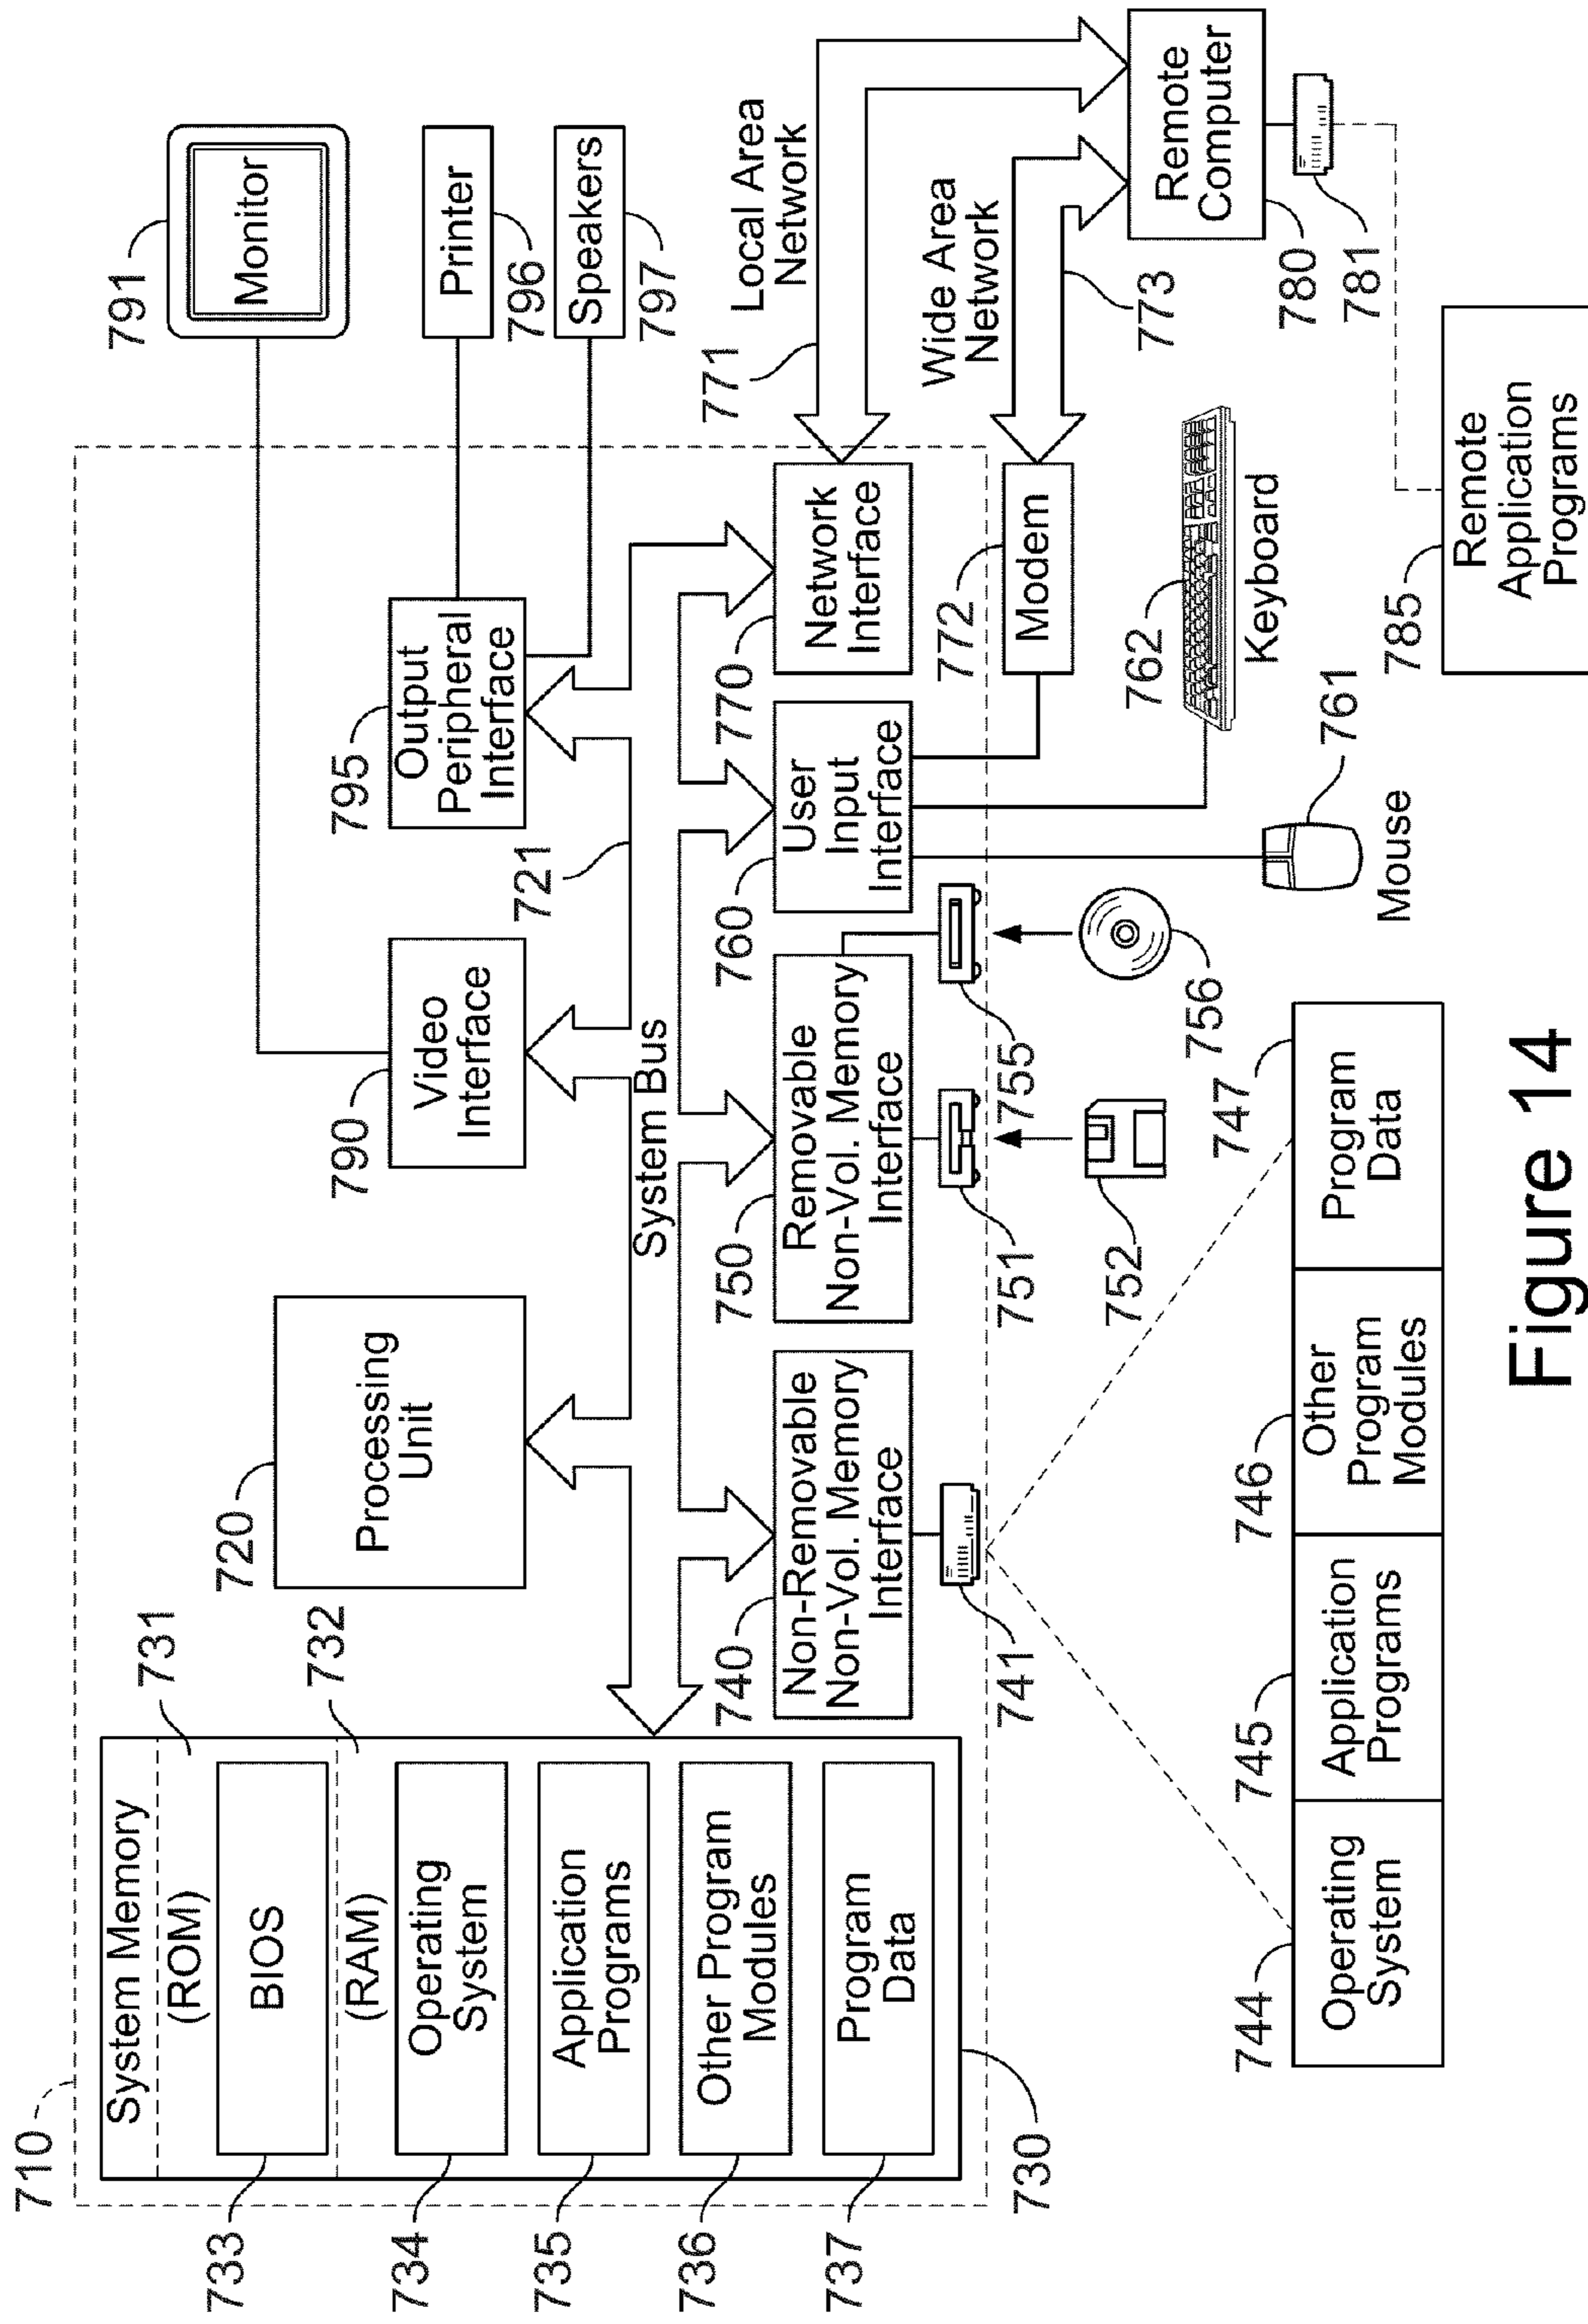 710
System Memory
(ROM)
731
BIOS
733
(RAM)
732
Operating
System
734
Application
Programs
735
Other Program
Modules
736
Program
Data
737
730
720
Processing
Unit
790
Video
Interface
795
Output
Peripheral
Interface
791
Monitor
Printer
796
Speakers
797
721
System Bus
740
Non-Removable
Non-Vol. Memory
Interface
750
Removable
Non-Vol. Memory
Interface
760
User
Input
Interface
770
Network
Interface
771
Local Area
Network
741
751
755
752
756
772
Modem
Wide Area
Network
773
Remote
Computer
780
781
762
Keyboard
761
Mouse
744
Operating
System
745
Application
Programs
746
Other
Program
Modules
747
Program
Data
785
Remote
Application
Programs
Figure 14